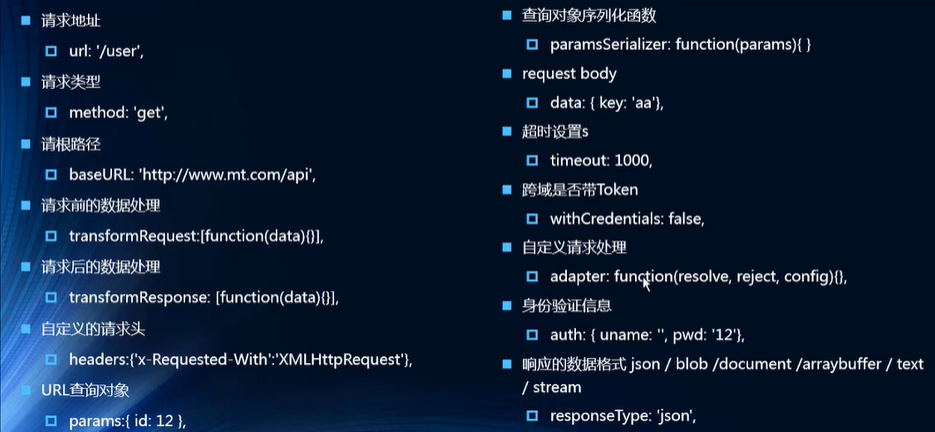 请求地址
url: '/user',
请求类型
method: 'get',
请根路径
baseURL: 'http://www.mt.com/api',
请求前的数据处理
transformRequest:[function(data){}],
请求后的数据处理
transformResponse: [function(data){}],
自定义的请求头
headers:{'x-Requested-With':'XMLHttpRequest'},
URL查询对象
params:{ id: 12 },
查询对象序列化函数
paramsSerializer: function(params){ }
request body
data: { key: 'aa'},
超时设置s
timeout: 1000,
跨域是否带Token
withCredentials: false,
自定义请求处理
adapter: function(resolve, reject, config){},
身份验证信息
auth: { uname: '', pwd: '12'},
响应的数据格式 json / blob /document /arraybuffer / text
/ stream
responseType: 'json',